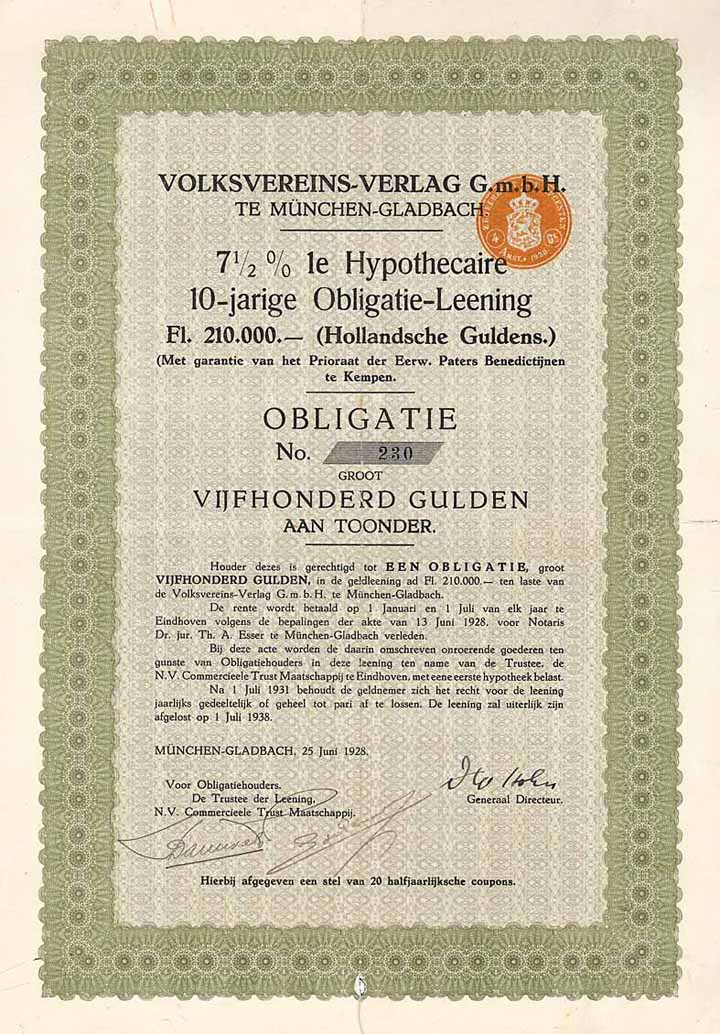 VOLKSVEREINS-VERLAG G.m.b.H.
TE MÜNCHEN-GLADBACH.
7½ % 1e Hypothecaire
10-jarige Obligatie-Leening
Fl. 210.000.— (Hollandsche Guldens.)
(Met garantie van het Prioraat der Eerw. Paters Benedictijnen
te Kempen.
OBLIGATIE
No. 230
GROOT
VIJFHONDERD GULDEN
AAN TOONDER.
Houder dezes is gerechtigd tot EEN OBLIGATIE, groot
VIJFHONDERD GULDEN, in de geldleening ad Fl. 210.000.— ten laste van
de Volksvereins-Verlag G. m. b. H. te München-Gladbach.
De rente wordt betaald op 1 Januari en 1 Juli van elk jaar te
Eindhoven volgens de bepalingen der akte van 13 Juni 1928, voor Notaris
Dr. jur. Th. A. Esser te München-Gladbach verleden.
Bij deze acte worden de daarin omschreven onroerende goederen ten
gunste van Obligatiehouders in deze leening ten name van de Trustee, de
N.V. Commercieele Trust Maatschappij te Eindhoven, met eene eerste hypotheek belast.
Na 1 Juli 1931 behoudt de geldnemer zich het recht voor de leening
jaarlijks gedeeltelijk of geheel tot pari af te lossen. De leening zal uiterlijk zijn
afgelost op 1 Juli 1938.
MÜNCHEN-GLADBACH, 25 Juni 1928.
Voor Obligatiehouders.
De Trustee der Leening,
N.V. Commercieele Trust Maatschappij.
Generaal Directeur.
Hierbij afgegeven een stel van 20 halfjaarlijksche coupons.